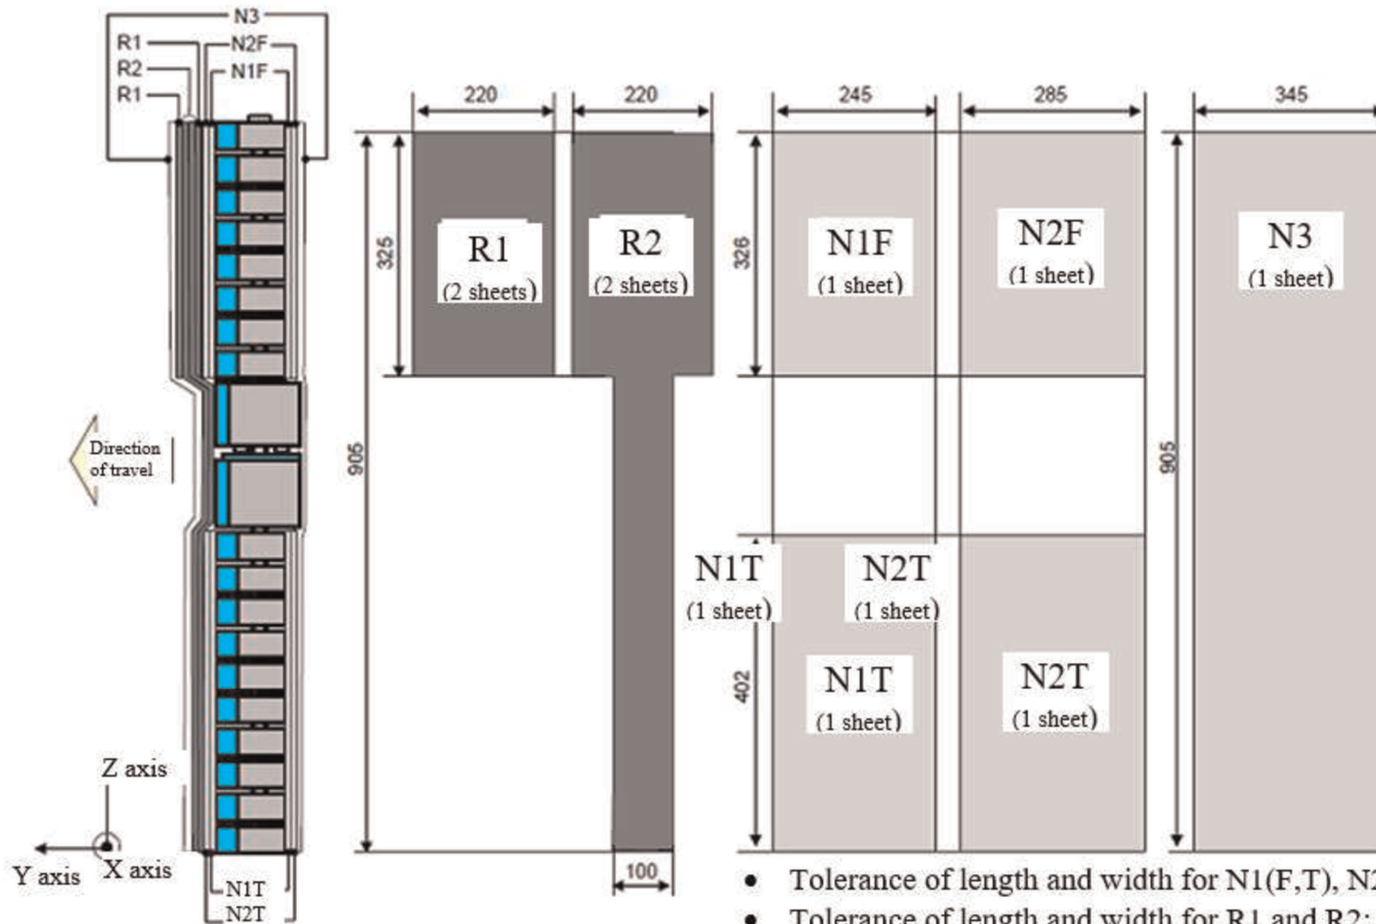 N3
R1
N2F
R2
N1F
R1
220
220
245
285
345
325
R1
(2 sheets)
R2
(2 sheets)
326
N1F
(1 sheet)
N2F
(1 sheet)
N3
(1 sheet)
Direction
of travel
905
905
N1T
(1 sheet)
N2T
(1 sheet)
402
N1T
(1 sheet)
N2T
(1 sheet)
Z axis
Y axis
X axis
100
N1T
N2T
• Tolerance of length and width for N1(F,T), N2
• Tolerance of length and width for R1 and R2: